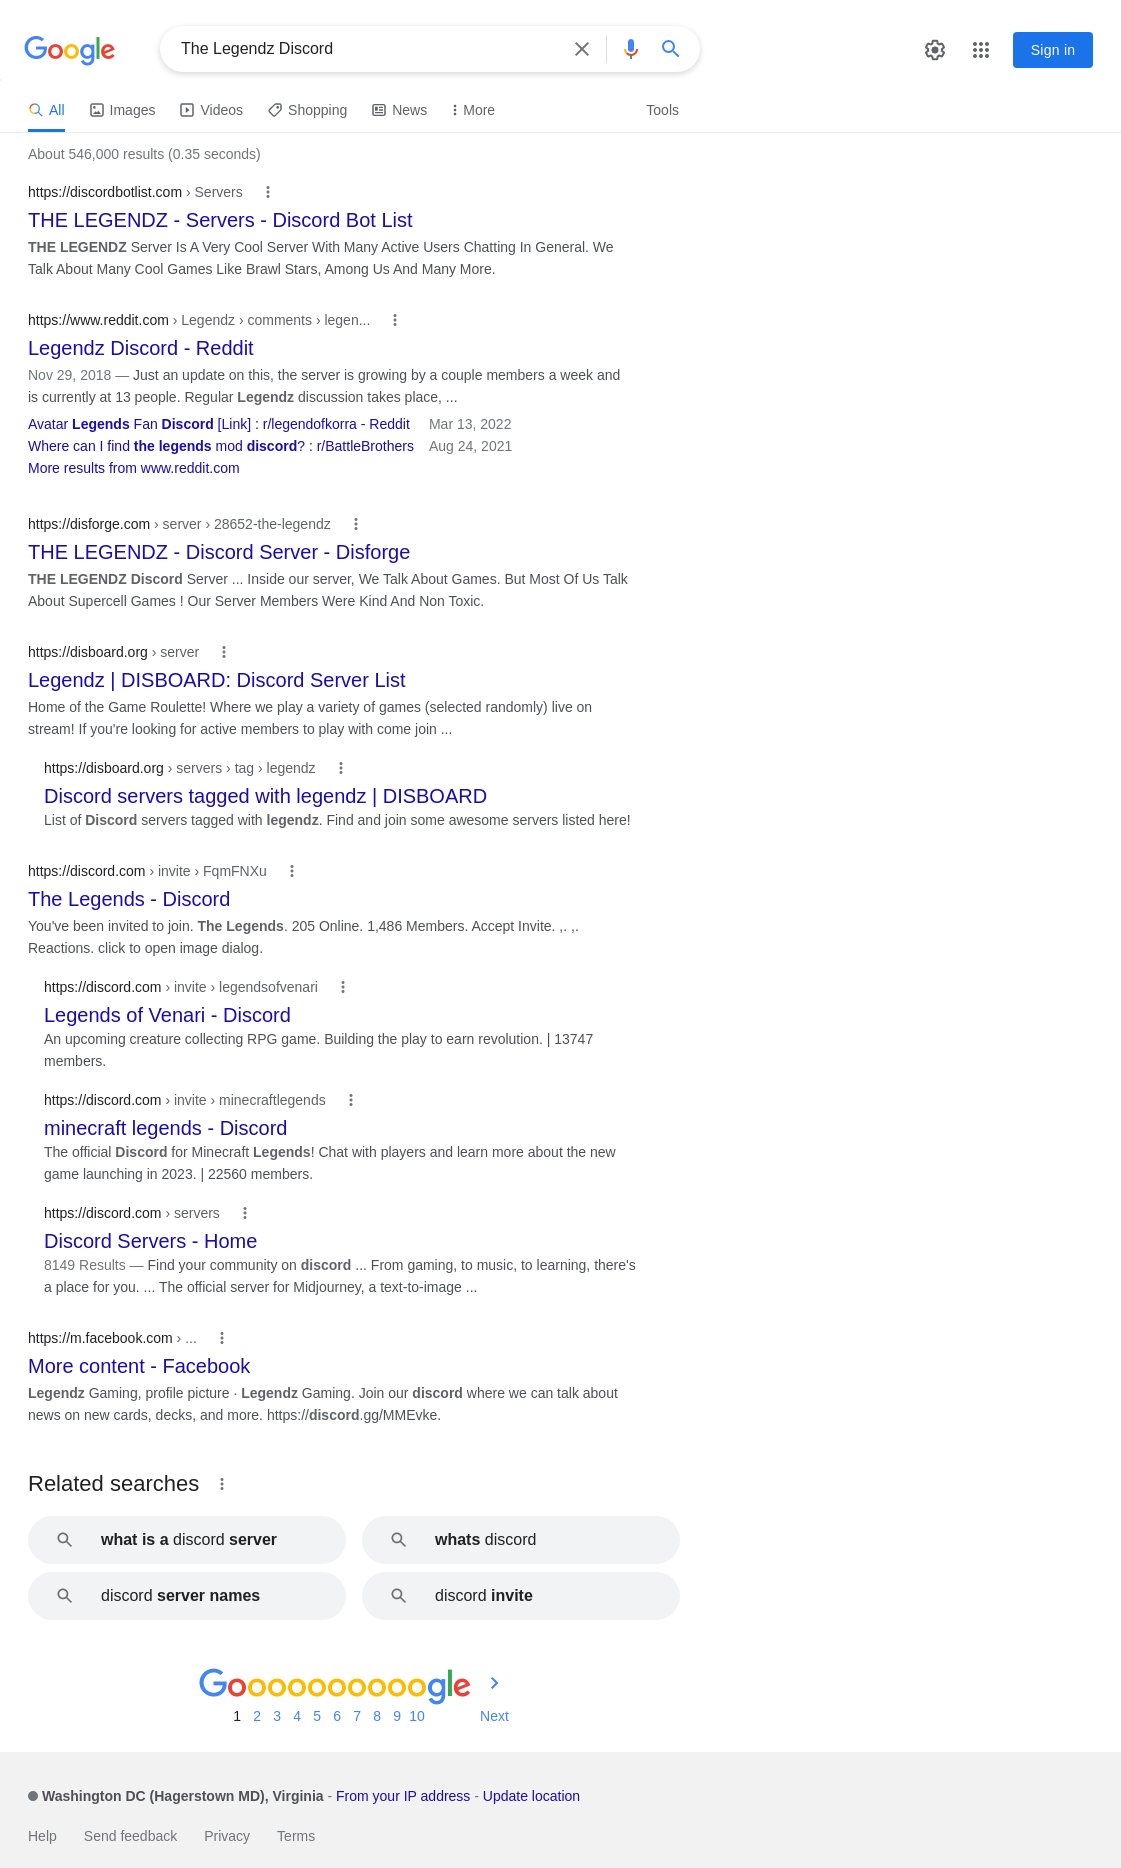 Google
The Legendz Discord
Sign in
All Images Videos Shopping News More Tools
About 546,000 results (0.35 seconds)
https://discordbotlist.com › Servers
THE LEGENDZ - Servers - Discord Bot List
THE LEGENDZ Server Is A Very Cool Server With Many Active Users Chatting In General. We
Talk About Many Cool Games Like Brawl Stars, Among Us And Many More.
https://www.reddit.com › Legendz › comments › legen...
Legendz Discord - Reddit
Nov 29, 2018 — Just an update on this, the server is growing by a couple members a week and
is currently at 13 people. Regular Legendz discussion takes place, ...
Avatar Legends Fan Discord [Link] : r/legendofkorra - Reddit Mar 13, 2022
Where can I find the legends mod discord? : r/BattleBrothers Aug 24, 2021
More results from www.reddit.com
https://disforge.com › server › 28652-the-legendz
THE LEGENDZ - Discord Server - Disforge
THE LEGENDZ Discord Server ... Inside our server, We Talk About Games. But Most Of Us Talk
About Supercell Games ! Our Server Members Were Kind And Non Toxic.
https://disboard.org › server
Legendz | DISBOARD: Discord Server List
Home of the Game Roulette! Where we play a variety of games (selected randomly) live on
stream! If you're looking for active members to play with come join ...
https://disboard.org › servers › tag › legendz
Discord servers tagged with legendz | DISBOARD
List of Discord servers tagged with legendz. Find and join some awesome servers listed here!
https://discord.com › invite › FqmFNXu
The Legends - Discord
You've been invited to join. The Legends. 205 Online. 1,486 Members. Accept Invite. ,. ,.
Reactions. click to open image dialog.
https://discord.com › invite › legendsofvenari
Legends of Venari - Discord
An upcoming creature collecting RPG game. Building the play to earn revolution. | 13747
members.
https://discord.com › invite › minecraftlegends
minecraft legends - Discord
The official Discord for Minecraft Legends! Chat with players and learn more about the new
game launching in 2023. | 22560 members.
https://discord.com › servers
Discord Servers - Home
8149 Results — Find your community on discord ... From gaming, to music, to learning, there's
a place for you. ... The official server for Midjourney, a text-to-image ...
https://m.facebook.com › ...
More content - Facebook
Legendz Gaming, profile picture · Legendz Gaming. Join our discord where we can talk about
news on new cards, decks, and more. https://discord.gg/MMEvke.
Related searches
what is a discord server
whats discord
discord server names
discord invite
Goooooooooogle
1 2 3 4 5 6 7 8 9 10 Next
Washington DC (Hagerstown MD), Virginia - From your IP address - Update location
Help Send feedback Privacy Terms